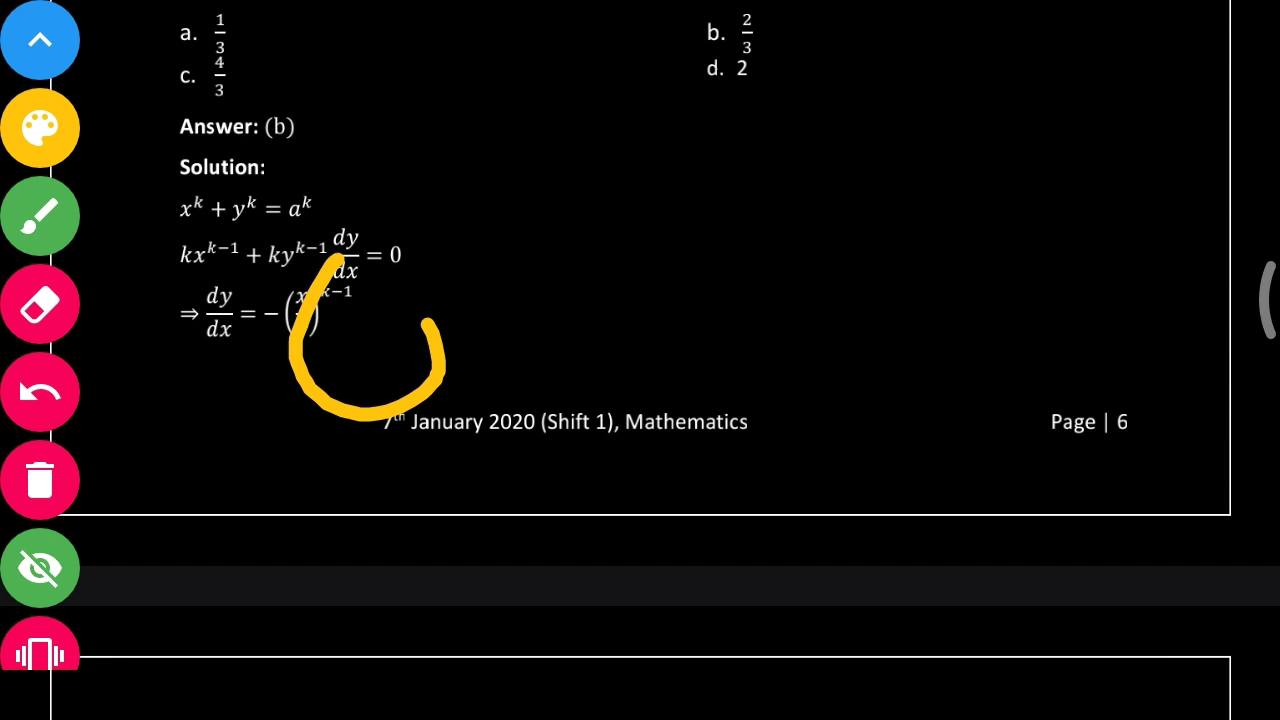 a. 1/3
b. 2/3
c. 4/3
d. 2
Answer: (b)
Solution:
x^k + y^k = a^k
kx^{k−1} + ky^{k−1} dy/dx = 0
⇒ dy/dx = −(x)^{k−1}
7th January 2020 (Shift 1), Mathematics
Page | 6